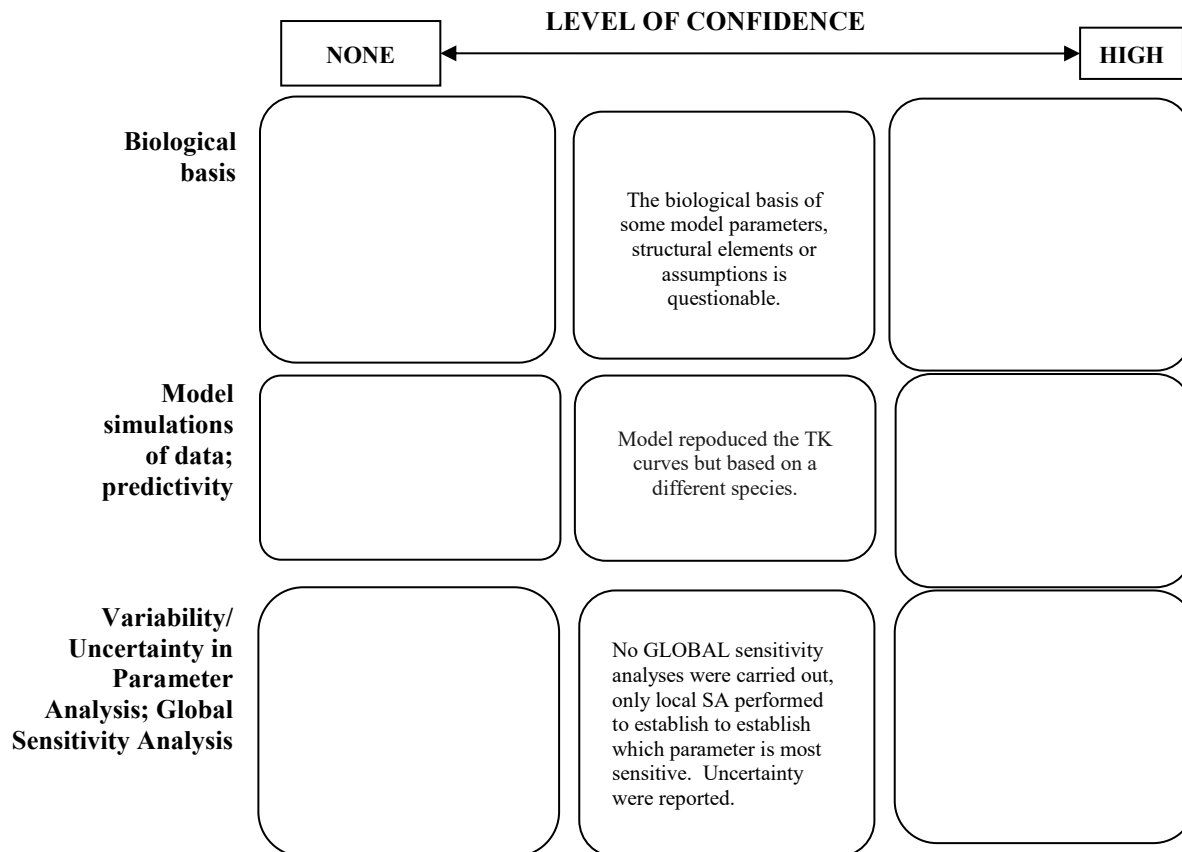 LEVEL OF CONFIDENCE
NONE
HIGH
Biological
basis
The biological basis of
some model parameters,
structural elements or
assumptions is
questionable.
Model
simulations
of data;
predictivity
Model repoduced the TK
curves but based on a
different species.
Variability/
Uncertainty in
Parameter
Analysis; Global
Sensitivity Analysis
No GLOBAL sensitivity
analyses were carried out,
only local SA performed
to establish to establish
which parameter is most
sensitive.  Uncertainty
were reported.